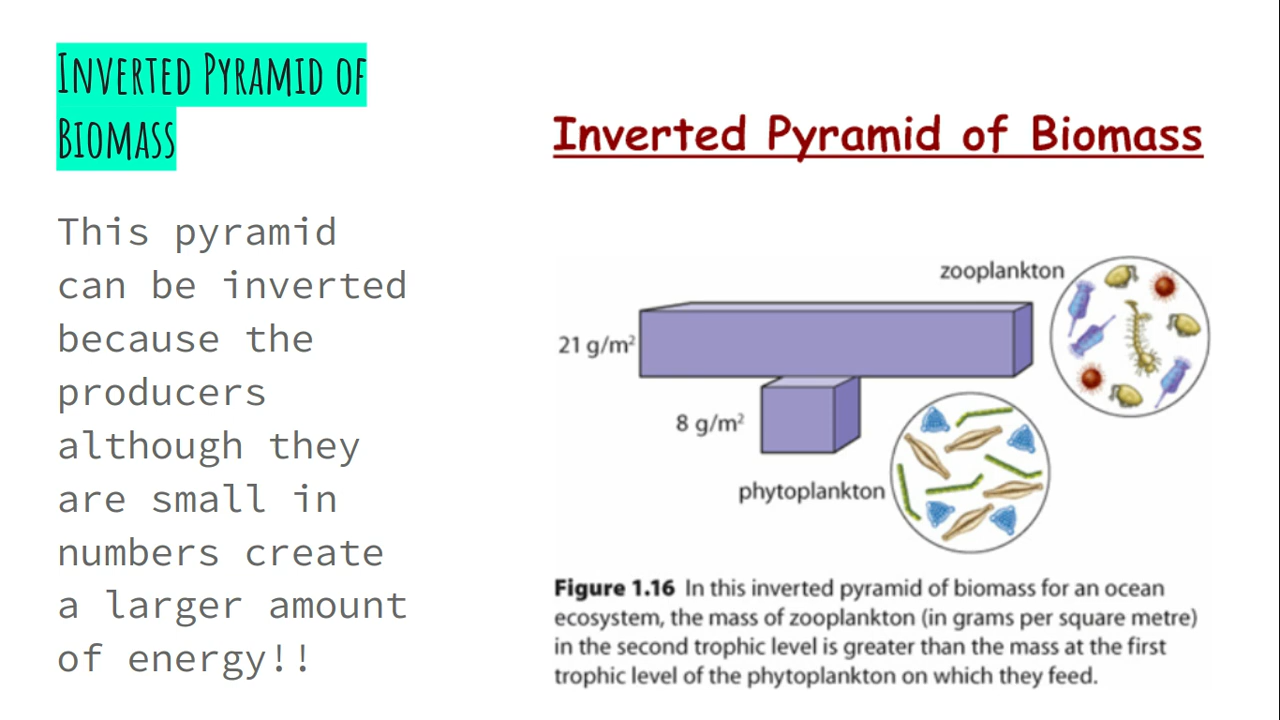 Inverted Pyramid of
Biomass
This pyramid
can be inverted
because the
producers
although they
are small in
numbers create
a larger amount
of energy!!
Inverted Pyramid of Biomass
zooplankton
21 g/m²
8 g/m²
phytoplankton
Figure 1.16 In this inverted pyramid of biomass for an ocean
ecosystem, the mass of zooplankton (in grams per square metre)
in the second trophic level is greater than the mass at the first
trophic level of the phytoplankton on which they feed.